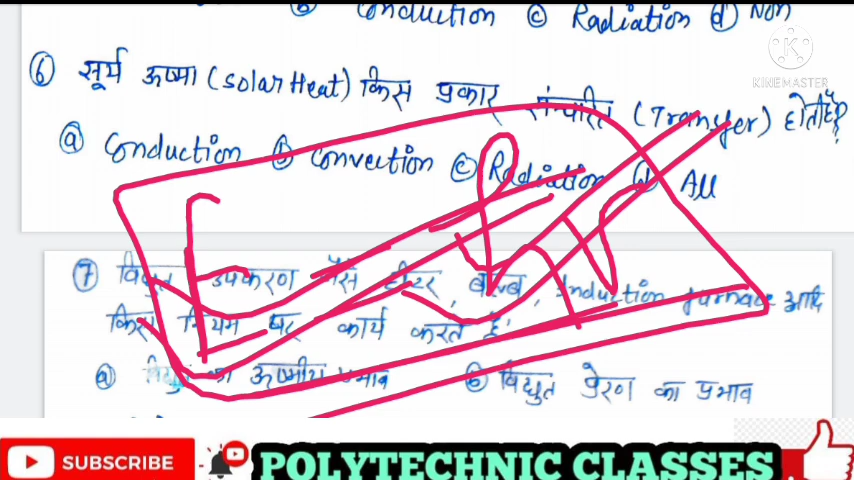 Conduction Ⓒ Radiation ⓓ Non
KINEMASTER
⑥ सूर्य ऊष्मा (Solar Heat) किस प्रकार संन्चारित (Transfer) होती है?
ⓐ Conduction ⓑ Convection Ⓒ Radiation ⓓ All
⑦ विद्युत उपकरण जैसे हीटर, बल्ब, Induction furnace आदि
किस नियम पर कार्य करते हैं
ⓐ विद्युत का ऊष्मीय प्रभाव ⓑ विद्युत प्रेरण का प्रभाव
SUBSCRIBE
POLYTECHNIC CLASSES